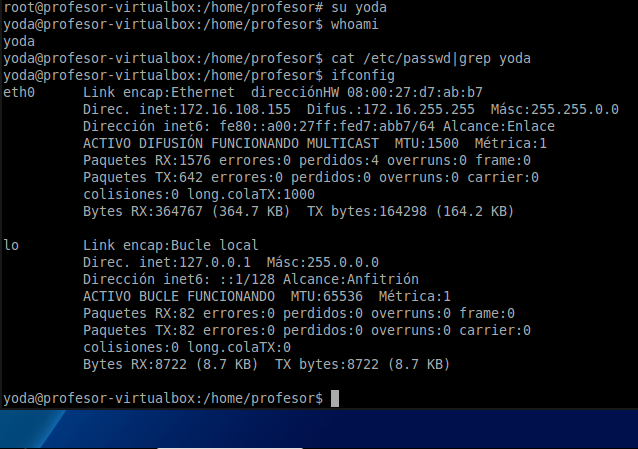 root@profesor-virtualbox:/home/profesor# su yoda
yoda@profesor-virtualbox:/home/profesor$ whoami
yoda
yoda@profesor-virtualbox:/home/profesor$ cat /etc/passwd|grep yoda
yoda@profesor-virtualbox:/home/profesor$ ifconfig
eth0      Link encap:Ethernet  direcciónHW 08:00:27:d7:ab:b7
          Direc. inet:172.16.108.155  Difus.:172.16.255.255  Másc:255.255.0.0
          Dirección inet6: fe80::a00:27ff:fed7:abb7/64 Alcance:Enlace
          ACTIVO DIFUSIÓN FUNCIONANDO MULTICAST  MTU:1500  Métrica:1
          Paquetes RX:1576 errores:0 perdidos:4 overruns:0 frame:0
          Paquetes TX:642 errores:0 perdidos:0 overruns:0 carrier:0
          colisiones:0 long.colaTX:1000
          Bytes RX:364767 (364.7 KB)  TX bytes:164298 (164.2 KB)
lo        Link encap:Bucle local
          Direc. inet:127.0.0.1  Másc:255.0.0.0
          Dirección inet6: ::1/128 Alcance:Anfitrión
          ACTIVO BUCLE FUNCIONANDO  MTU:65536  Métrica:1
          Paquetes RX:82 errores:0 perdidos:0 overruns:0 frame:0
          Paquetes TX:82 errores:0 perdidos:0 overruns:0 carrier:0
          colisiones:0 long.colaTX:0
          Bytes RX:8722 (8.7 KB)  TX bytes:8722 (8.7 KB)
yoda@profesor-virtualbox:/home/profesor$